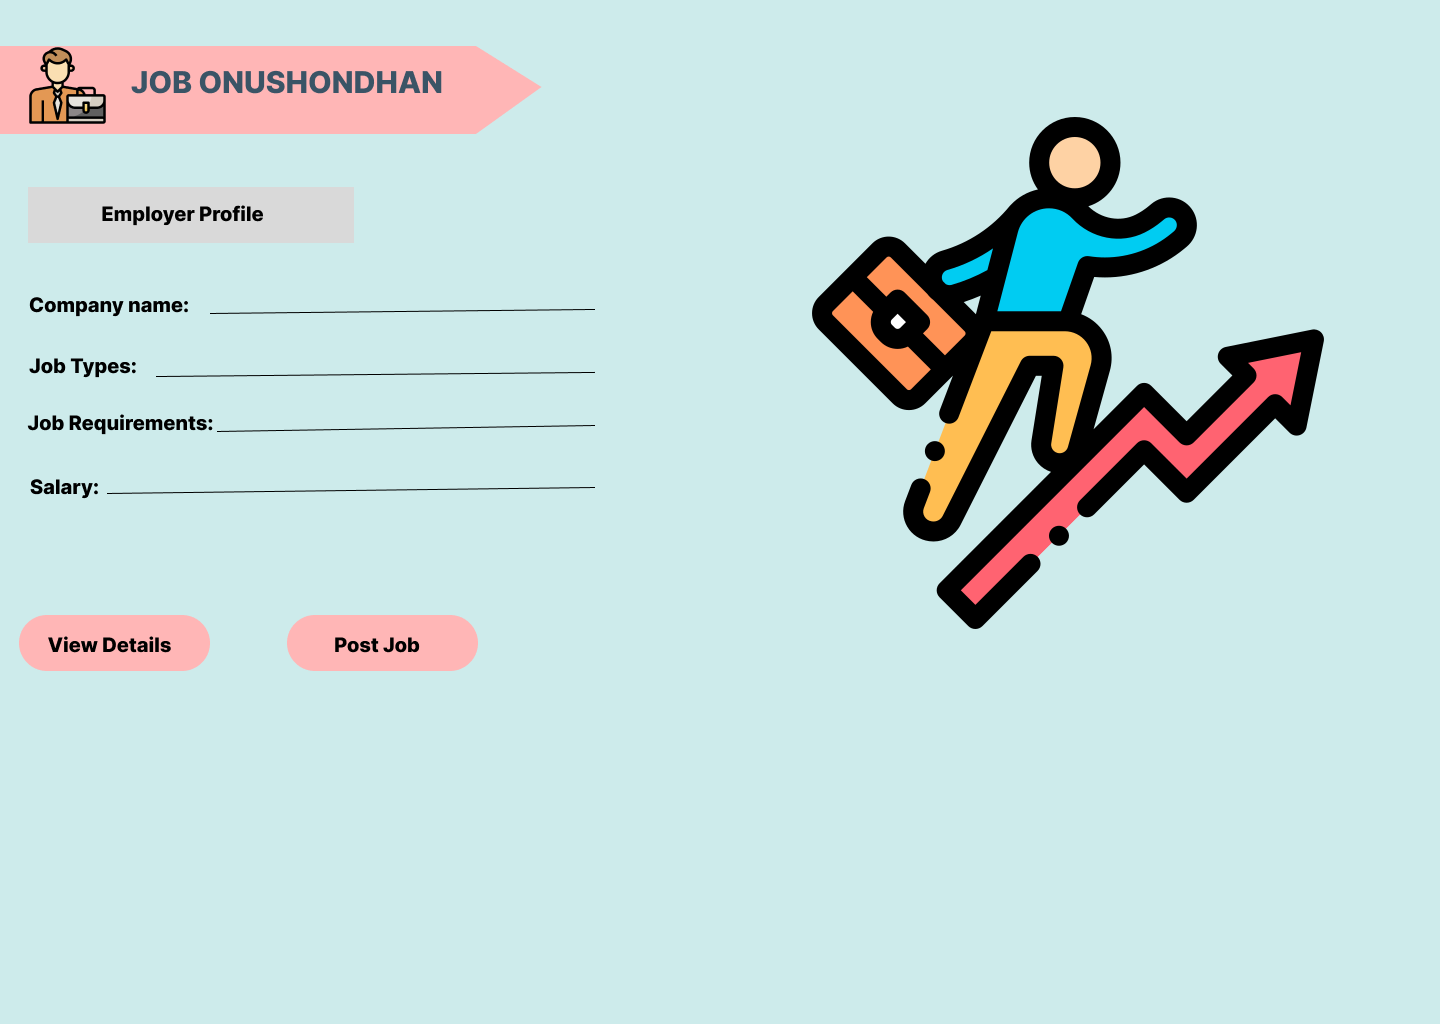 JOB ONUSHONDHAN
Employer Profile
Company name:
Job Types:
Job Requirements:
Salary:
View Details
Post Job